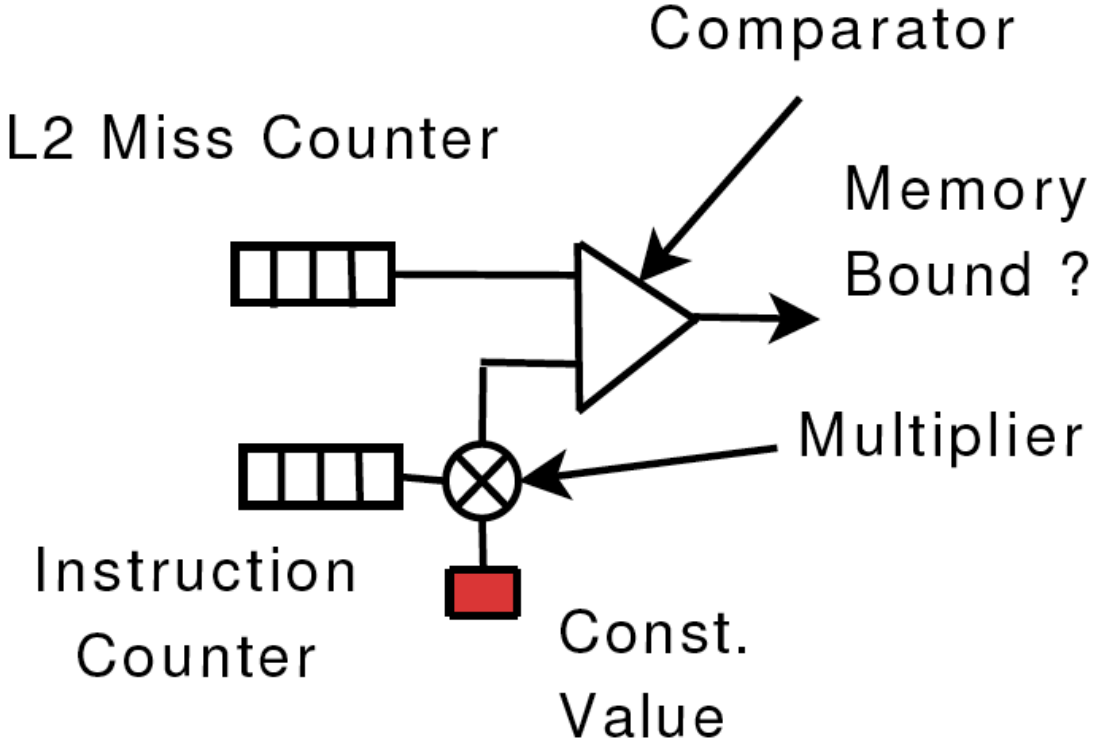 Comparator
L2 Miss Counter
Memory
Bound ?
Multiplier
Instruction
Counter
Const.
Value